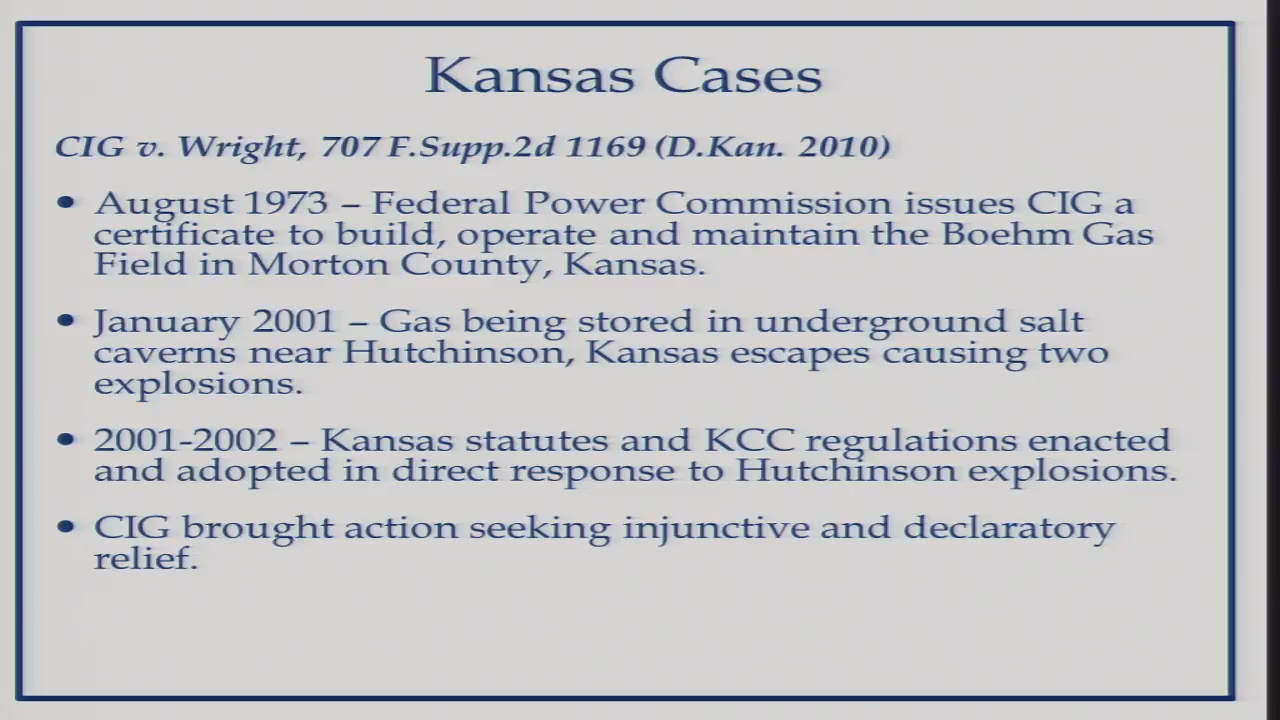 Kansas Cases
CIG v. Wright, 707 F.Supp.2d 1169 (D.Kan. 2010)
• August 1973 – Federal Power Commission issues CIG a
certificate to build, operate and maintain the Boehm Gas
Field in Morton County, Kansas.
• January 2001 – Gas being stored in underground salt
caverns near Hutchinson, Kansas escapes causing two
explosions.
• 2001-2002 – Kansas statutes and KCC regulations enacted
and adopted in direct response to Hutchinson explosions.
• CIG brought action seeking injunctive and declaratory
relief.